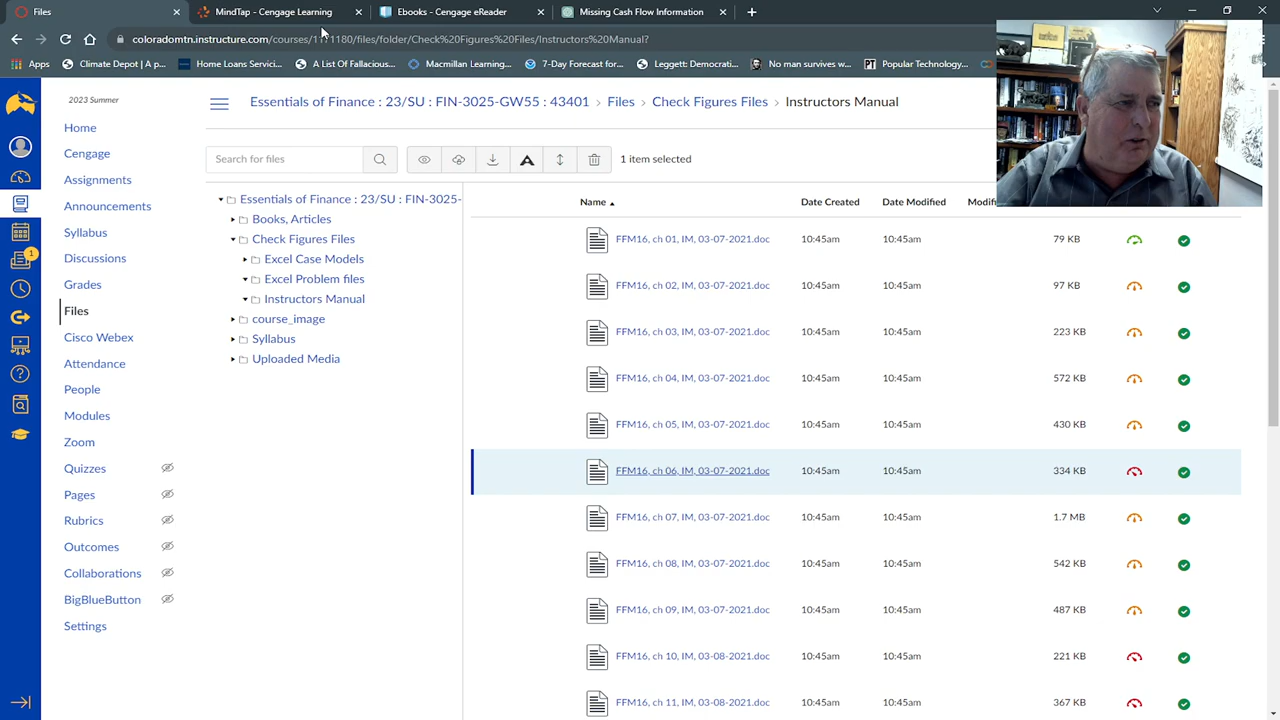 Files
MindTap - Cengage Learning
Ebxks - Cengage eBooks
Missing Cash Flow Information
coloradomtn.instructure.com/courses/
Apps
Climate | A p...
Home Loans Servic...
Our Fallacious...
Macmillan Learning...
7-Day Forecast for...
Leggett: Democrati...
No man survives w...
Popular Technology...
2023 Summer
Essentials of Finance : 23/SU : FIN-3025-GW55 : 43401 › Files › Check Figures Files › Instructors Manual
Home
Cengage
Assignments
Announcements
Syllabus
Discussions
Grades
Files
Cisco Webex
Attendance
People
Modules
Zoom
Quizzes
Pages
Rubrics
Outcomes
Collaborations
BigBlueButton
Settings
1
Search for files
1 item selected
Essentials of Finance : 23/SU : FIN-3025-
Books, Articles
Check Figures Files
Excel Case Models
Excel Problem files
Instructors Manual
course_image
Syllabus
Uploaded Media
Name Date Created Date Modified Modifi
FFM16, ch 01, IM, 03-07-2021.doc 10:45am 10:45am 79 KB
FFM16, ch 02, IM, 03-07-2021.doc 10:45am 10:45am 97 KB
FFM16, ch 03, IM, 03-07-2021.doc 10:45am 10:45am 223 KB
FFM16, ch 04, IM, 03-07-2021.doc 10:45am 10:45am 572 KB
FFM16, ch 05, IM, 03-07-2021.doc 10:45am 10:45am 430 KB
FFM16, ch 06, IM, 03-07-2021.doc 10:45am 10:45am 334 KB
FFM16, ch 07, IM, 03-07-2021.doc 10:45am 10:45am 1.7 MB
FFM16, ch 08, IM, 03-07-2021.doc 10:45am 10:45am 542 KB
FFM16, ch 09, IM, 03-07-2021.doc 10:45am 10:45am 487 KB
FFM16, ch 10, IM, 03-08-2021.doc 10:45am 10:45am 221 KB
FFM16, ch 11, IM, 03-08-2021.doc 10:45am 10:45am 367 KB